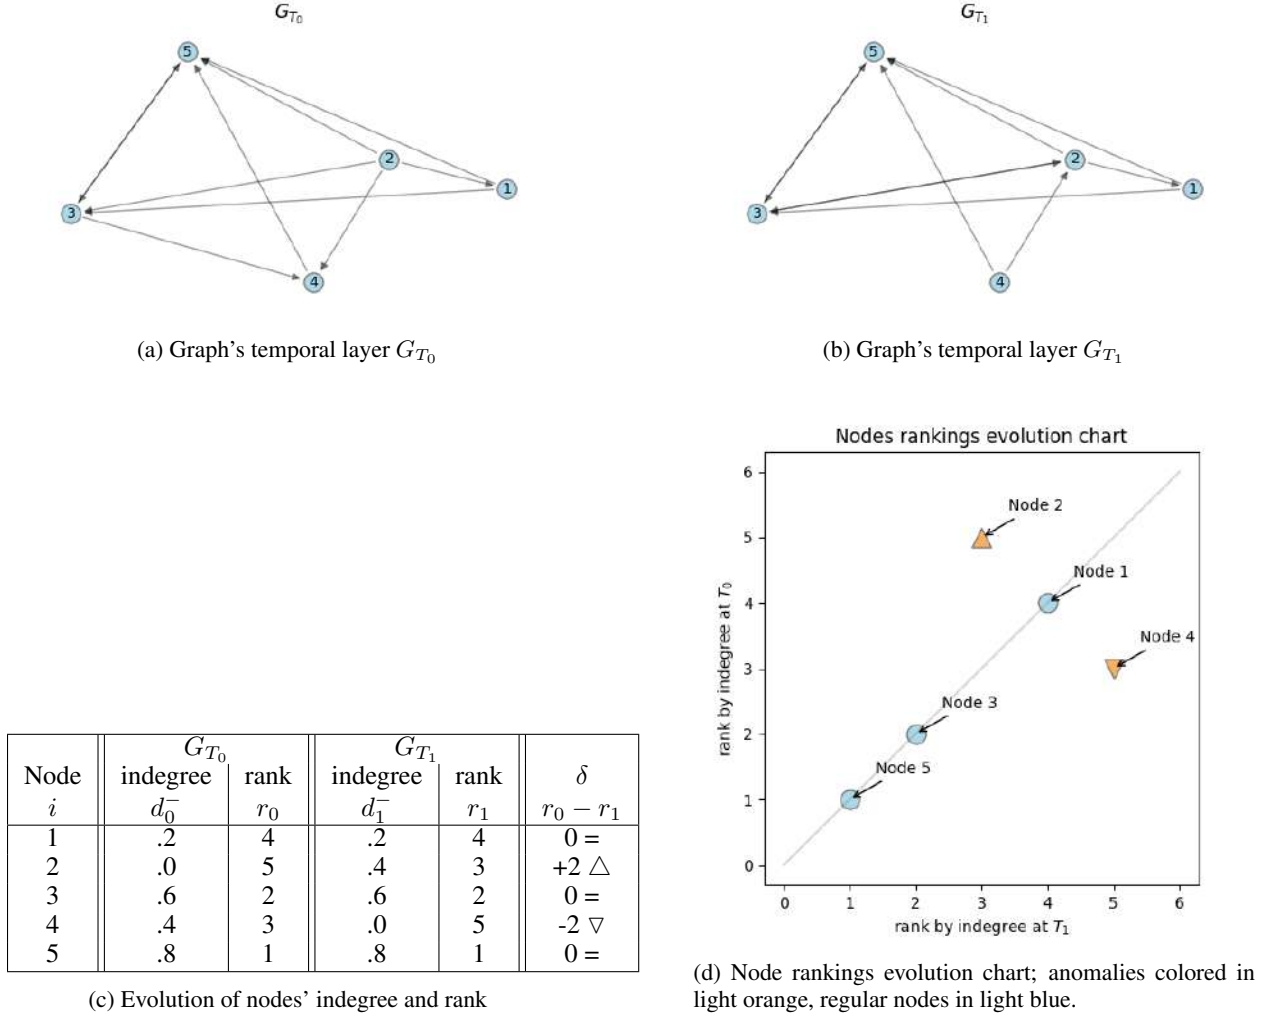 G_{T_0}
5
2
1
3
4
(a) Graph's temporal layer G_{T_0}
G_{T_1}
5
2
1
3
4
(b) Graph's temporal layer G_{T_1}
G_{T_0} G_{T_1}
Node indegree rank indegree rank δ
i d_0^- r_0 d_1^- r_1 r_0 − r_1
1 .2 4 .2 4 0 =
2 .0 5 .4 3 +2 △
3 .6 2 .6 2 0 =
4 .4 3 .0 5 -2 ▽
5 .8 1 .8 1 0 =
(c) Evolution of nodes' indegree and rank
Nodes rankings evolution chart
rank by indegree at T_0
6
5
4
3
2
1
0
Node 2
Node 1
Node 4
Node 3
Node 5
0 1 2 3 4 5 6
rank by indegree at T_1
(d) Node rankings evolution chart; anomalies colored in
light orange, regular nodes in light blue.